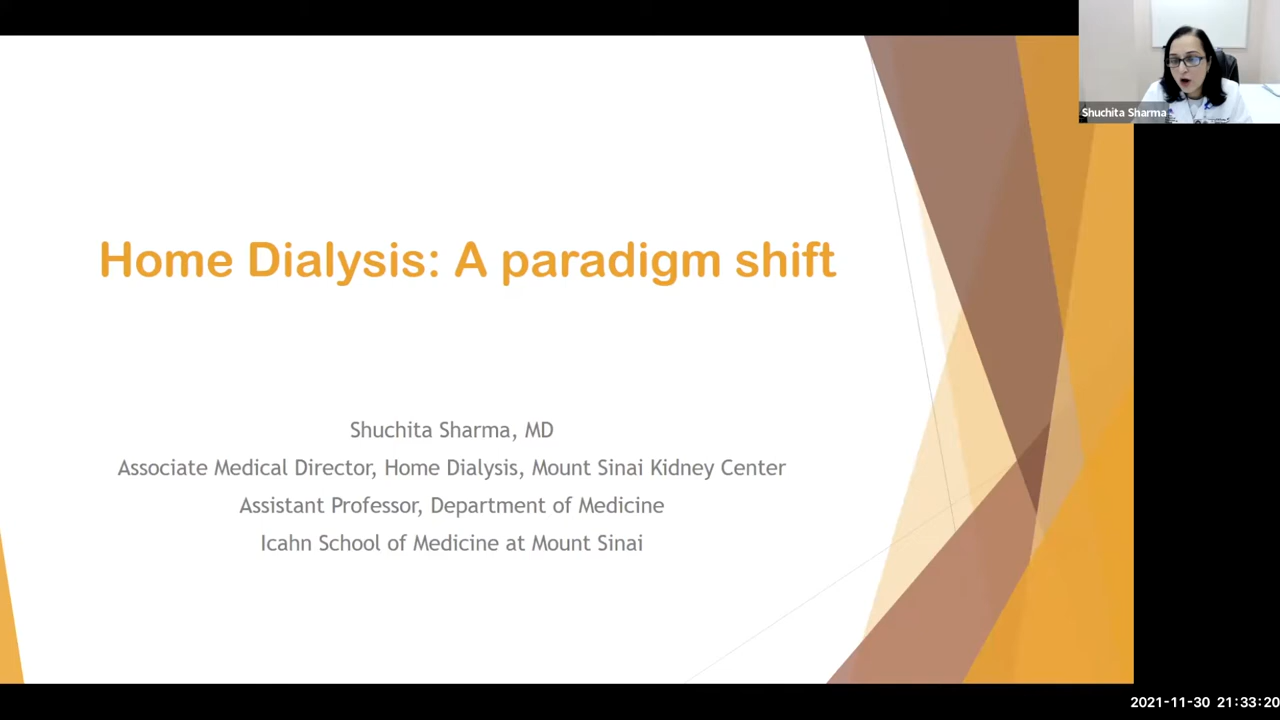 Shuchita Sharma
Home Dialysis: A paradigm shift
Shuchita Sharma, MD
Associate Medical Director, Home Dialysis, Mount Sinai Kidney Center
Assistant Professor, Department of Medicine
Icahn School of Medicine at Mount Sinai
2021-11-30 21:33:20